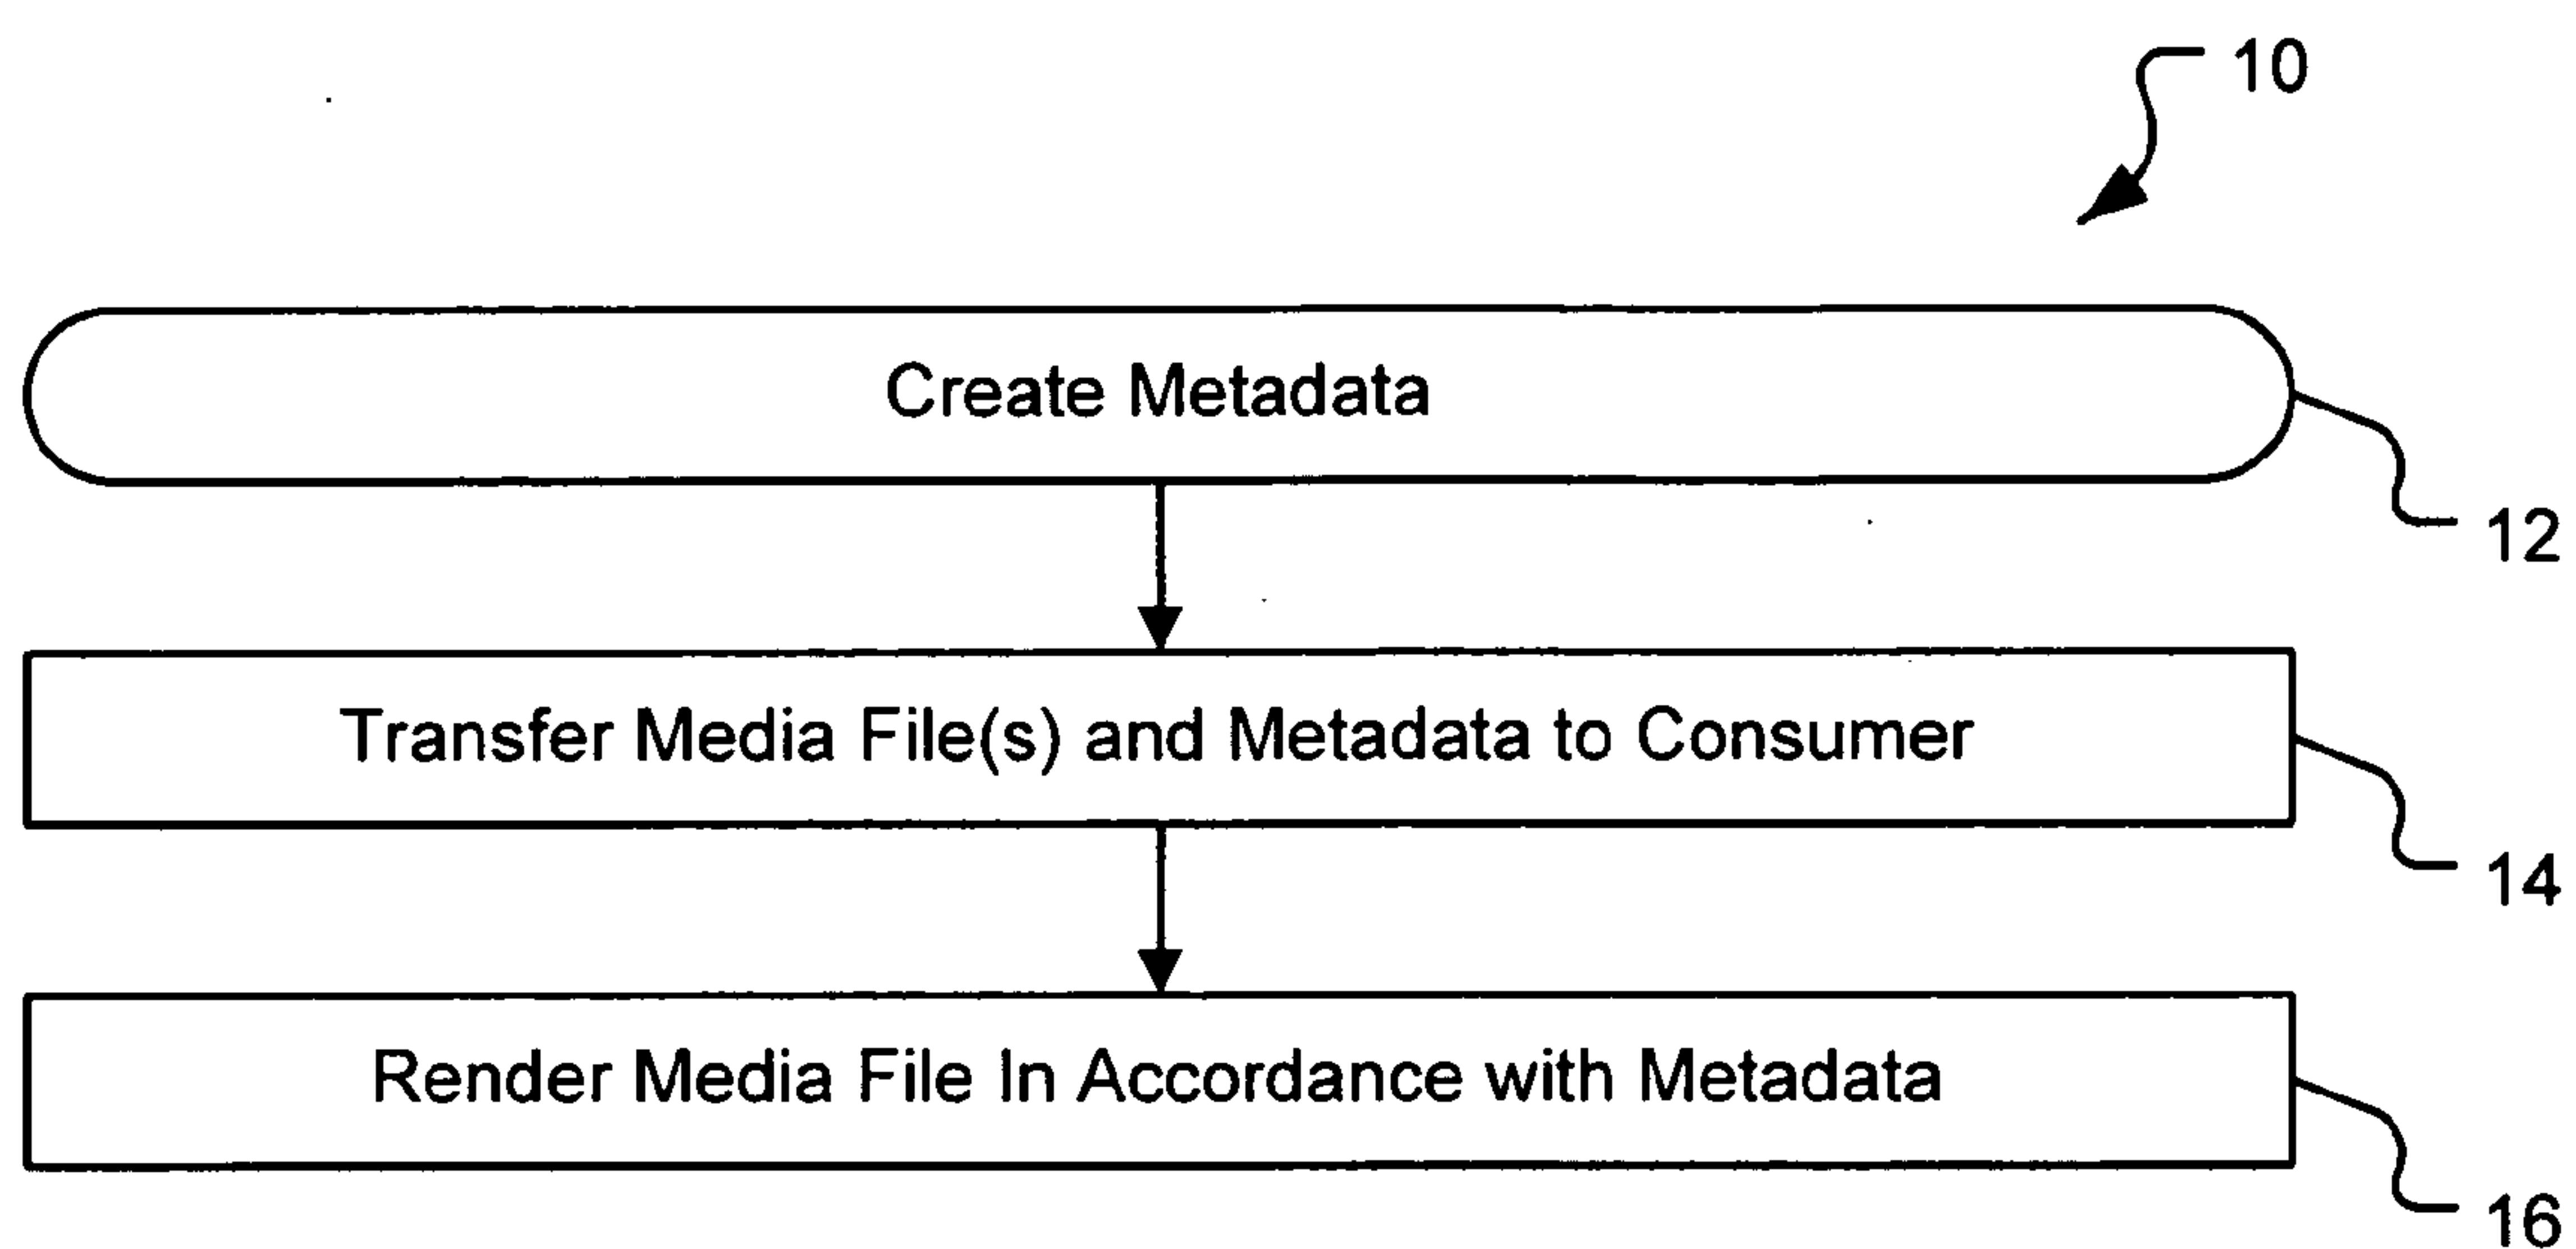 10
Create Metadata
12
Transfer Media File(s) and Metadata to Consumer
14
Render Media File In Accordance with Metadata
16